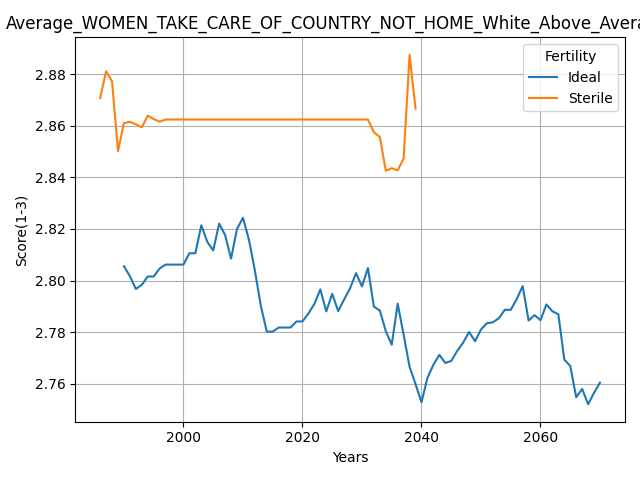 Average_WOMEN_TAKE_CARE_OF_COUNTRY_NOT_HOME_White_Above_Avera
Fertility
Ideal
Sterile
2.88
2.86
2.84
2.82
2.80
2.78
2.76
Score(1-3)
2000 2020 2040 2060
Years